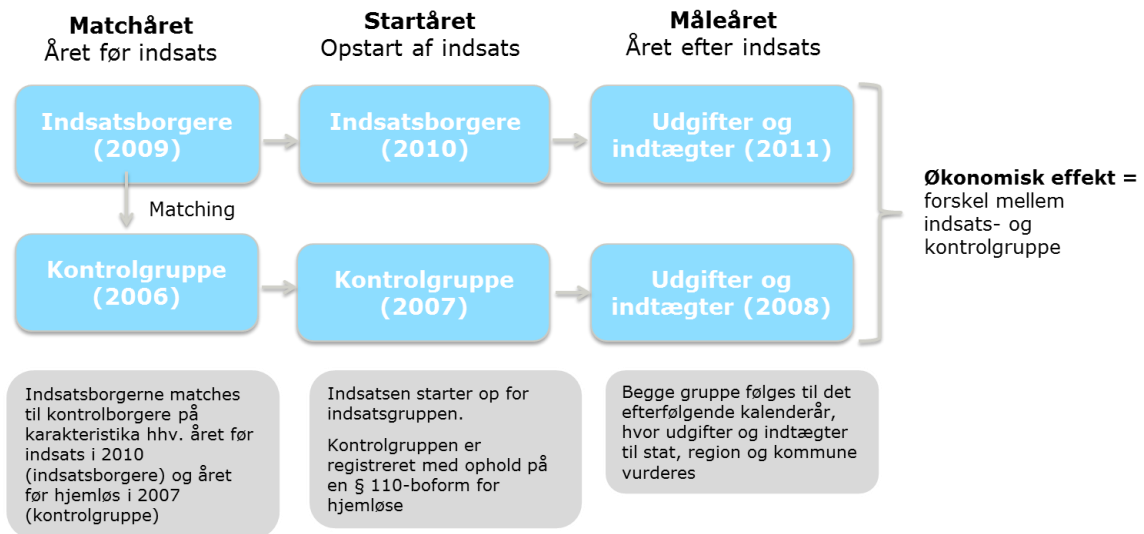 Matchåret
Året før indsats
Startåret
Opstart af indsats
Måleåret
Året efter indsats
Indsatsborgere
(2009)
Indsatsborgere
(2010)
Udgifter og
indtægter (2011)
Matching
Kontrolgruppe
(2006)
Kontrolgruppe
(2007)
Udgifter og
indtægter (2008)
Økonomisk effekt =
forskel mellem
indsats- og
kontrolgruppe
Indsatsborgerne matches
til kontrolborgere på
karakteristika hhv. året før
indsats i 2010
(indsatsborgere) og året
før hjemløs i 2007
(kontrolgruppe)
Indsatsen starter op for
indsatsgruppen.
Kontrolgruppen er
registreret med ophold på
en § 110-boform for
hjemløse
Begge gruppe følges til det
efterfølgende kalenderår,
hvor udgifter og indtægter
til stat, region og kommune
vurderes